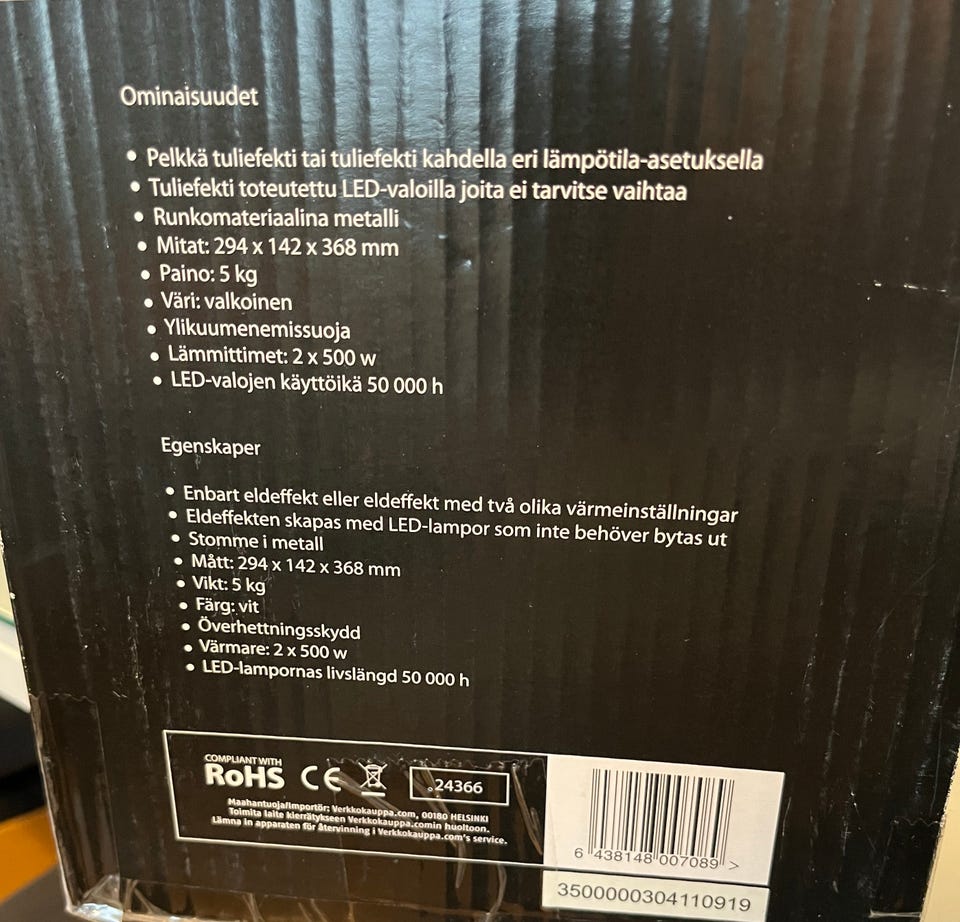 Ominaisuudet
• Pelkkä tuliefekti tai tuliefekti kahdella eri lämpötila-asetuksella
• Tuliefekti toteutettu LED-valoilla joita ei tarvitse vaihtaa
• Runkomateriaalina metalli
• Mitat: 294 x 142 x 368 mm
• Paino: 5 kg
• Väri: valkoinen
• Ylikuumenemissuoja
• Lämmittimet: 2 x 500 w
• LED-valojen käyttöikä 50 000 h
Egenskaper
• Enbart eldeffekt eller eldeffekt med två olika värmeinställningar
• Eldeffekten skapas med LED-lampor som inte behöver bytas ut
• Stomme i metall
• Mått: 294 x 142 x 368 mm
• Vikt: 5 kg
• Färg: vit
• Överhettningsskydd
• Värmare: 2 x 500 w
• LED-lampornas livslängd 50 000 h
COMPLIANT WITH
RoHS CE 24366
Maahantuoja/Importör: Verkkokauppa.com, 00180 HELSINKI
Toimita laite kierrätykseen Verkkokauppa.comin huoltoon.
Lämna in apparaten för återvinning i Verkkokauppa.com's service.
6 438148 007089 >
3500000304110919